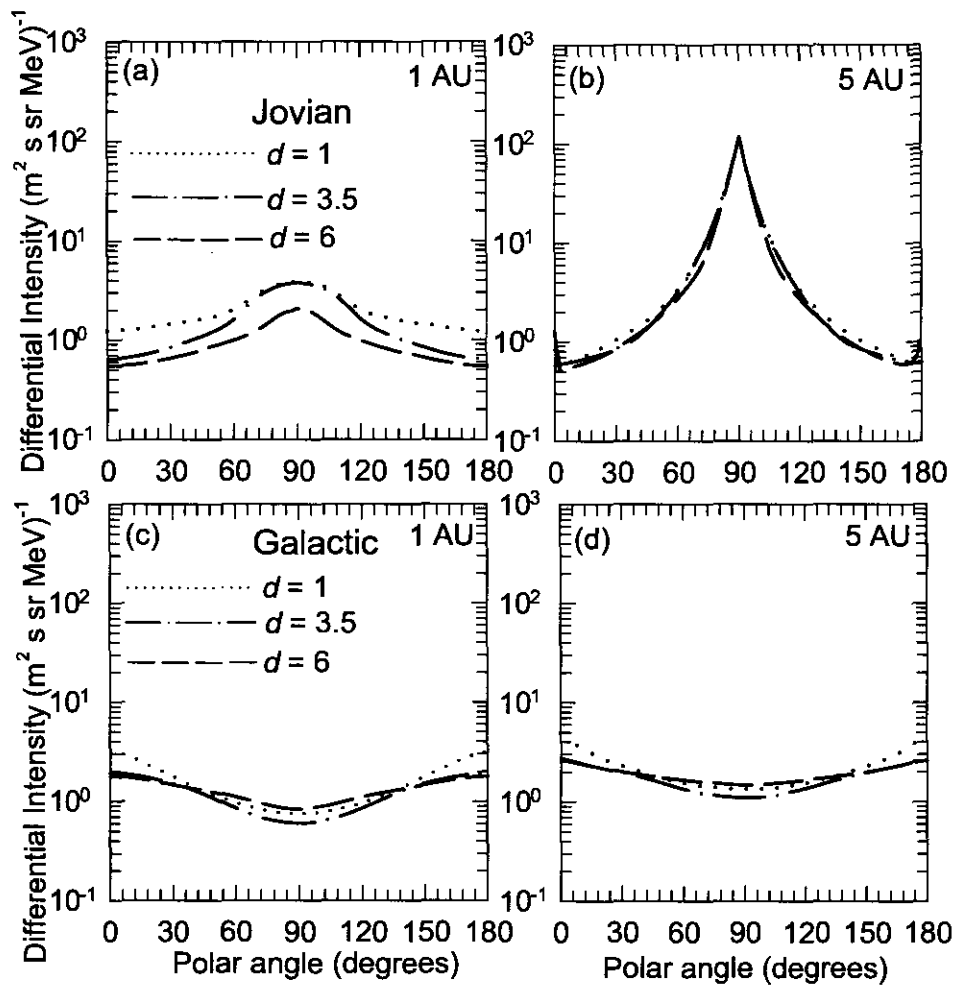 Differential Intensity (m² s sr MeV)⁻¹
10³
10²
10¹
10⁰
10⁻¹
(a)
1 AU
Jovian
d = 1
d = 3.5
d = 6
0 30 60 90 120 150 180
10³
10²
10¹
10⁰
10⁻¹
(b)
5 AU
0 30 60 90 120 150 180
Differential Intensity (m² s sr MeV)⁻¹
10³
10²
10¹
10⁰
10⁻¹
(c)
1 AU
Galactic
d = 1
d = 3.5
d = 6
0 30 60 90 120 150 180
Polar angle (degrees)
10³
10²
10¹
10⁰
10⁻¹
(d)
5 AU
0 30 60 90 120 150 180
Polar angle (degrees)